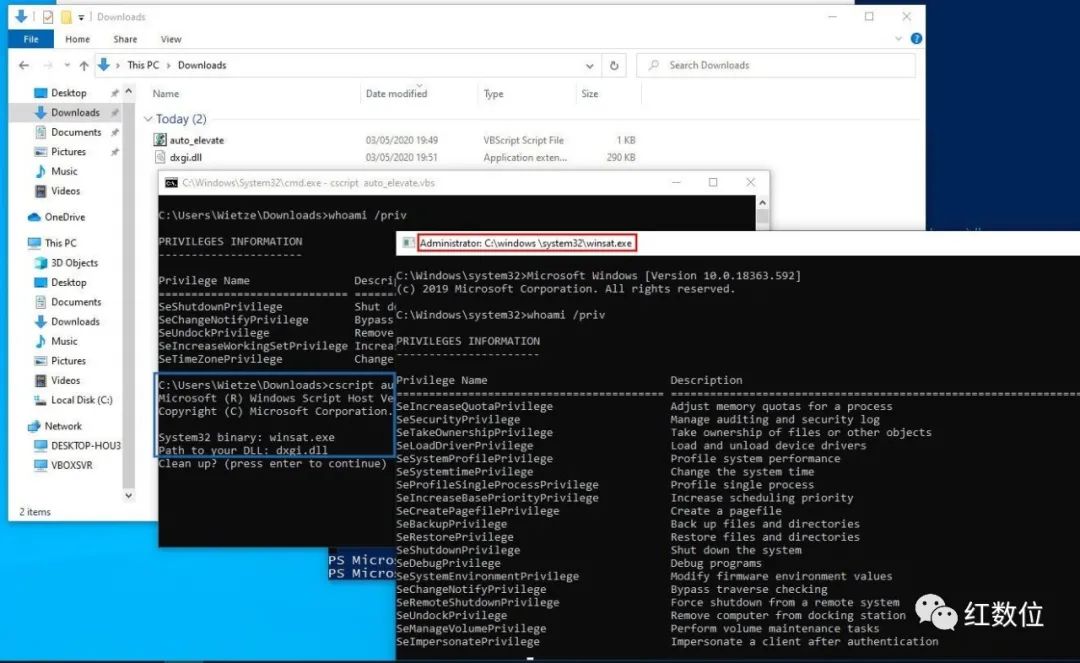 Downloads
File Home Share View
This PC > Downloads
Search Downloads
Name Date modified Type Size
Today (2)
auto_elevate 03/05/2020 19:49 VBScript Script File 1 KB
dxgi.dll 03/05/2020 19:51 Application exten... 290 KB
Desktop
Downloads
Documents
Pictures
Music
Videos
OneDrive
This PC
3D Objects
Desktop
Documents
Downloads
Music
Pictures
Videos
Local Disk (C:)
Network
DESKTOP-HOU3
VBOXSVR
2 items
C:\Windows\System32\cmd.exe - cscript auto_elevate.vbs
C:\Users\Wietze\Downloads>whoami /priv
PRIVILEGES INFORMATION
----------------------
Privilege Name Descri
SeShutdownPrivilege Shut d
SeChangeNotifyPrivilege Bypass
SeUndockPrivilege Remove
SeIncreaseWorkingSetPrivilege Increa
SeTimeZonePrivilege Change
C:\Users\Wietze\Downloads>cscript au
Microsoft (R) Windows Script Host Ve
Copyright (C) Microsoft Corporation.
System32 binary: winsat.exe
Path to your DLL: dxgi.dll
Clean up? (press enter to continue)
PS Micro
PS Micro
Administrator: C:\windows \system32\winsat.exe
C:\Windows\system32>Microsoft Windows [Version 10.0.18363.592]
(c) 2019 Microsoft Corporation. All rights reserved.
C:\Windows\system32>whoami /priv
PRIVILEGES INFORMATION
----------------------
Privilege Name Description
SeIncreaseQuotaPrivilege Adjust memory quotas for a process
SeSecurityPrivilege Manage auditing and security log
SeTakeOwnershipPrivilege Take ownership of files or other objects
SeLoadDriverPrivilege Load and unload device drivers
SeSystemProfilePrivilege Profile system performance
SeSystemtimePrivilege Change the system time
SeProfileSingleProcessPrivilege Profile single process
SeIncreaseBasePriorityPrivilege Increase scheduling priority
SeCreatePagefilePrivilege Create a pagefile
SeBackupPrivilege Back up files and directories
SeRestorePrivilege Restore files and directories
SeShutdownPrivilege Shut down the system
SeDebugPrivilege Debug programs
SeSystemEnvironmentPrivilege Modify firmware environment values
SeChangeNotifyPrivilege Bypass traverse checking
SeRemoteShutdownPrivilege Force shutdown from a remote system
SeUndockPrivilege Remove computer from docking station
SeManageVolumePrivilege Perform volume maintenance tasks
SeImpersonatePrivilege Impersonate a client after authentication
红数位